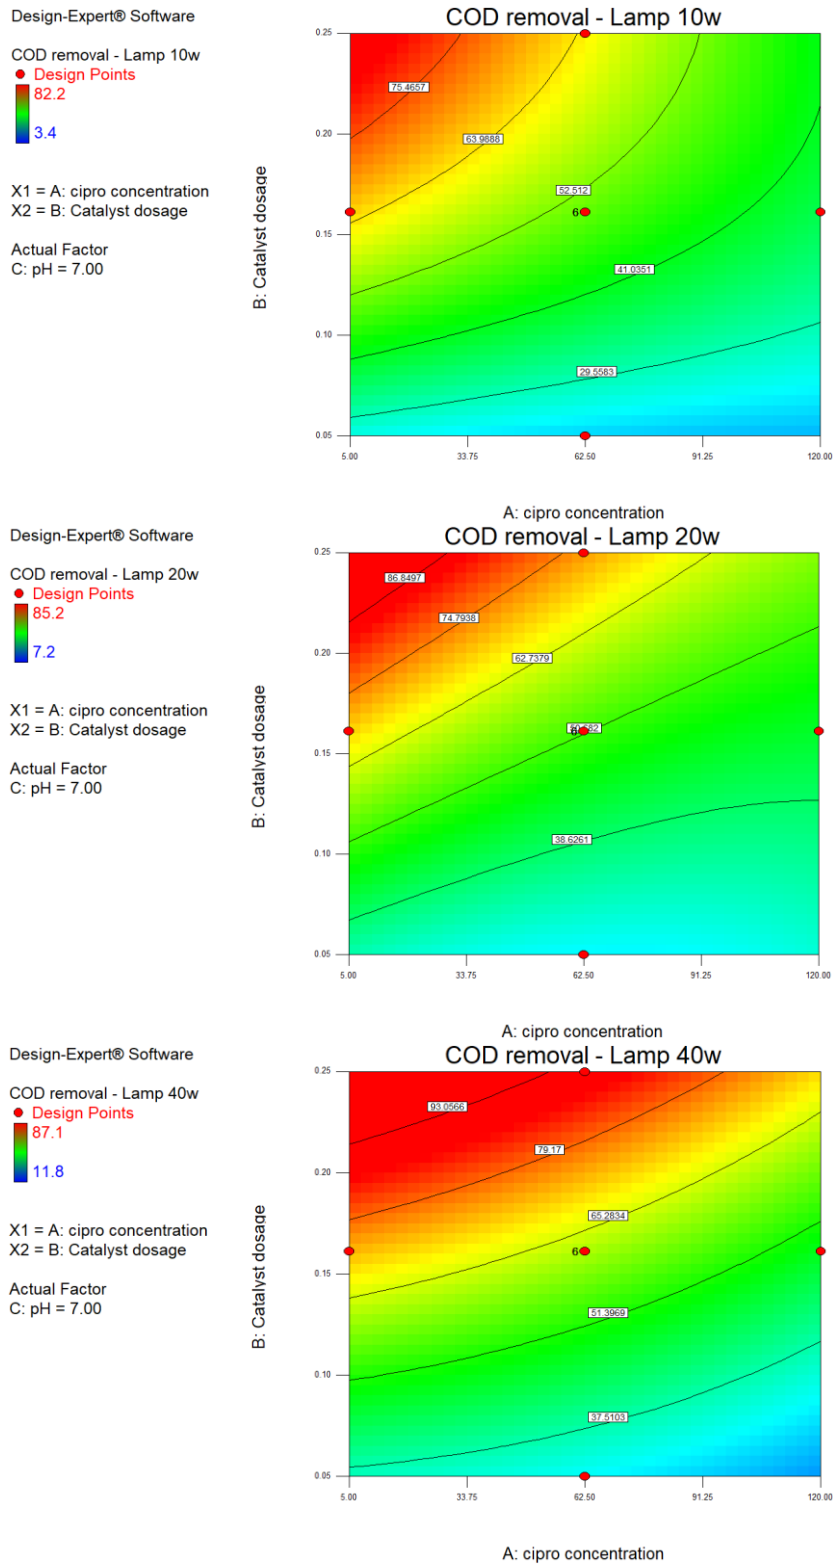 Design-Expert® Software
COD removal - Lamp 10w
Design Points
82.2
3.4
X1 = A: cipro concentration
X2 = B: Catalyst dosage
Actual Factor
C: pH = 7.00
COD removal - Lamp 10w
B: Catalyst dosage
0.25
0.20
0.15
0.10
0.05
75.4657
63.9888
52.512
6
41.0351
29.5583
5.00 33.75 62.50 91.25 120.00
A: cipro concentration
Design-Expert® Software
COD removal - Lamp 20w
Design Points
85.2
7.2
X1 = A: cipro concentration
X2 = B: Catalyst dosage
Actual Factor
C: pH = 7.00
COD removal - Lamp 20w
B: Catalyst dosage
0.25
0.20
0.15
0.10
0.05
86.8497
74.7938
62.7379
38.6261
5.00 33.75 62.50 91.25 120.00
A: cipro concentration
Design-Expert® Software
COD removal - Lamp 40w
Design Points
87.1
11.8
X1 = A: cipro concentration
X2 = B: Catalyst dosage
Actual Factor
C: pH = 7.00
COD removal - Lamp 40w
B: Catalyst dosage
0.25
0.20
0.15
0.10
0.05
93.0566
79.17
65.2834
6
51.3969
37.5103
5.00 33.75 62.50 91.25 120.00
A: cipro concentration